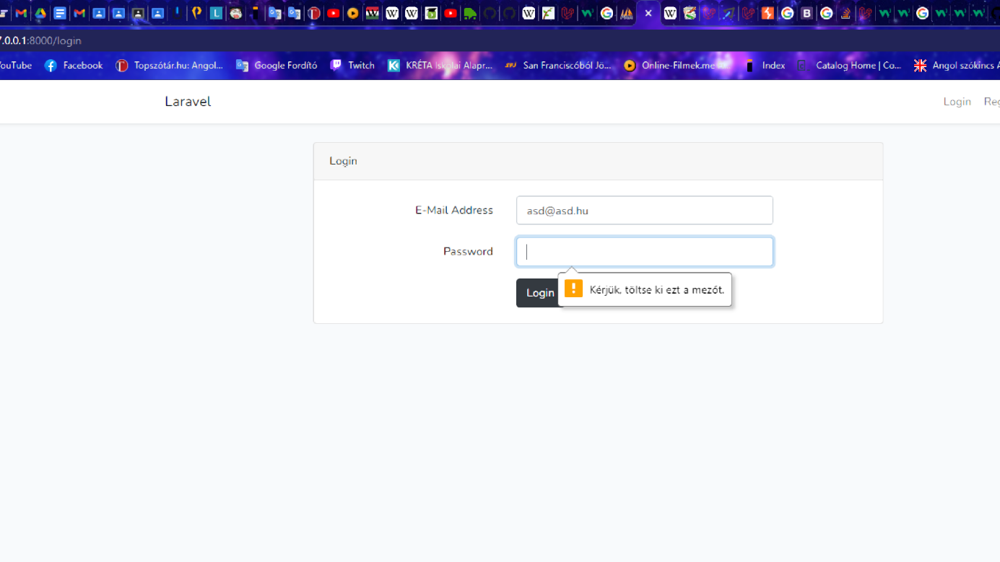 7.0.0.1:8000/login
YouTube Facebook Topszótár.hu: Angol... Google Fordító Twitch KRÉTA Iskolai Alapr... San Franciscóból Jö... Online-Filmek.me Index Catalog Home | Co... Angol szókincs
Laravel Login Reg
Login
E-Mail Address asd@asd.hu
Password
Login Kérjük, töltse ki ezt a mezőt.